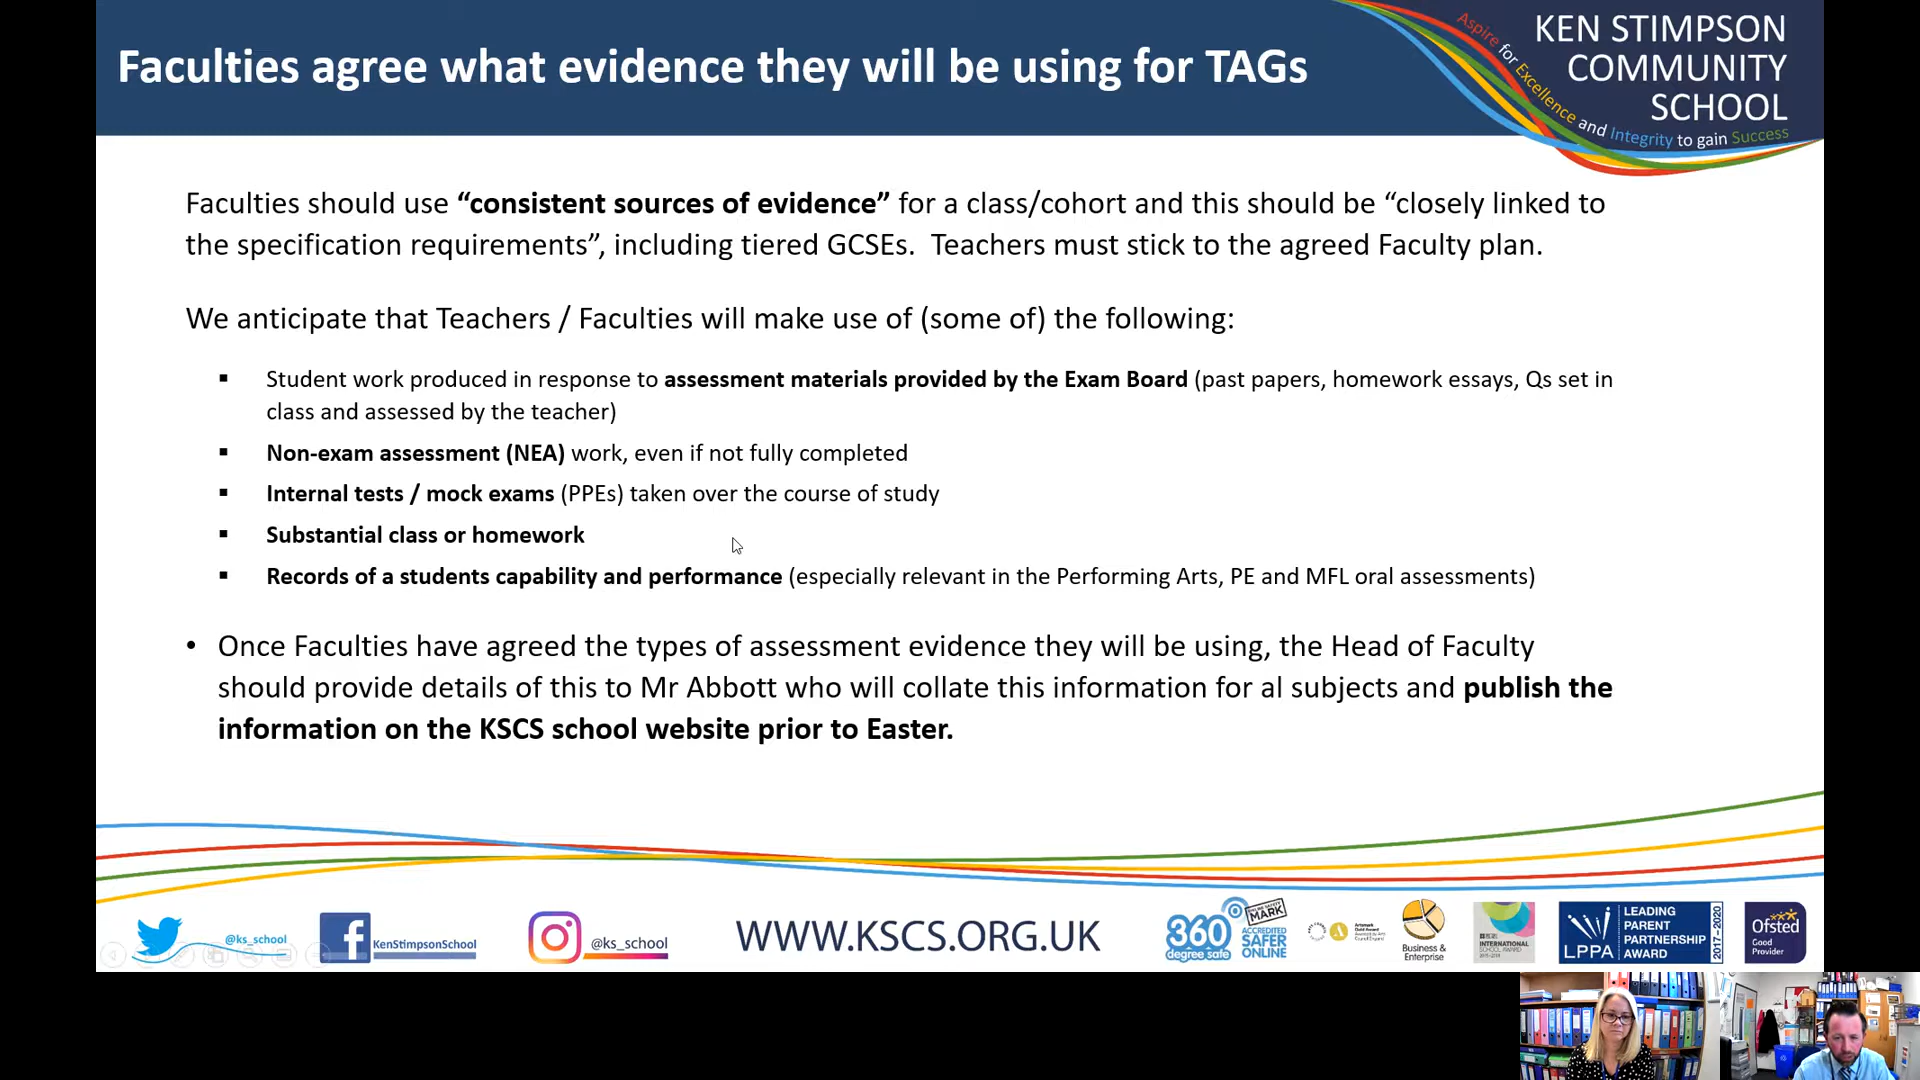 Faculties agree what evidence they will be using for TAGs
KEN STIMPSON
COMMUNITY
SCHOOL
Aspire for Excellence and Integrity to gain Success
Faculties should use “consistent sources of evidence” for a class/cohort and this should be “closely linked to
the specification requirements”, including tiered GCSEs.  Teachers must stick to the agreed Faculty plan.
We anticipate that Teachers / Faculties will make use of (some of) the following:
▪ Student work produced in response to assessment materials provided by the Exam Board (past papers, homework essays, Qs set in
class and assessed by the teacher)
▪ Non-exam assessment (NEA) work, even if not fully completed
▪ Internal tests / mock exams (PPEs) taken over the course of study
▪ Substantial class or homework
▪ Records of a students capability and performance (especially relevant in the Performing Arts, PE and MFL oral assessments)
• Once Faculties have agreed the types of assessment evidence they will be using, the Head of Faculty
should provide details of this to Mr Abbott who will collate this information for al subjects and publish the
information on the KSCS school website prior to Easter.
@ks_school
KenStimpsonSchool
@ks_school
WWW.KSCS.ORG.UK
360
degree safe
MARK
ACCREDITED
SAFER
ONLINE
Business &
Enterprise
INTERNATIONAL
LPPA
LEADING
PARENT
PARTNERSHIP
AWARD
2017-2020
Ofsted
Good
Provider